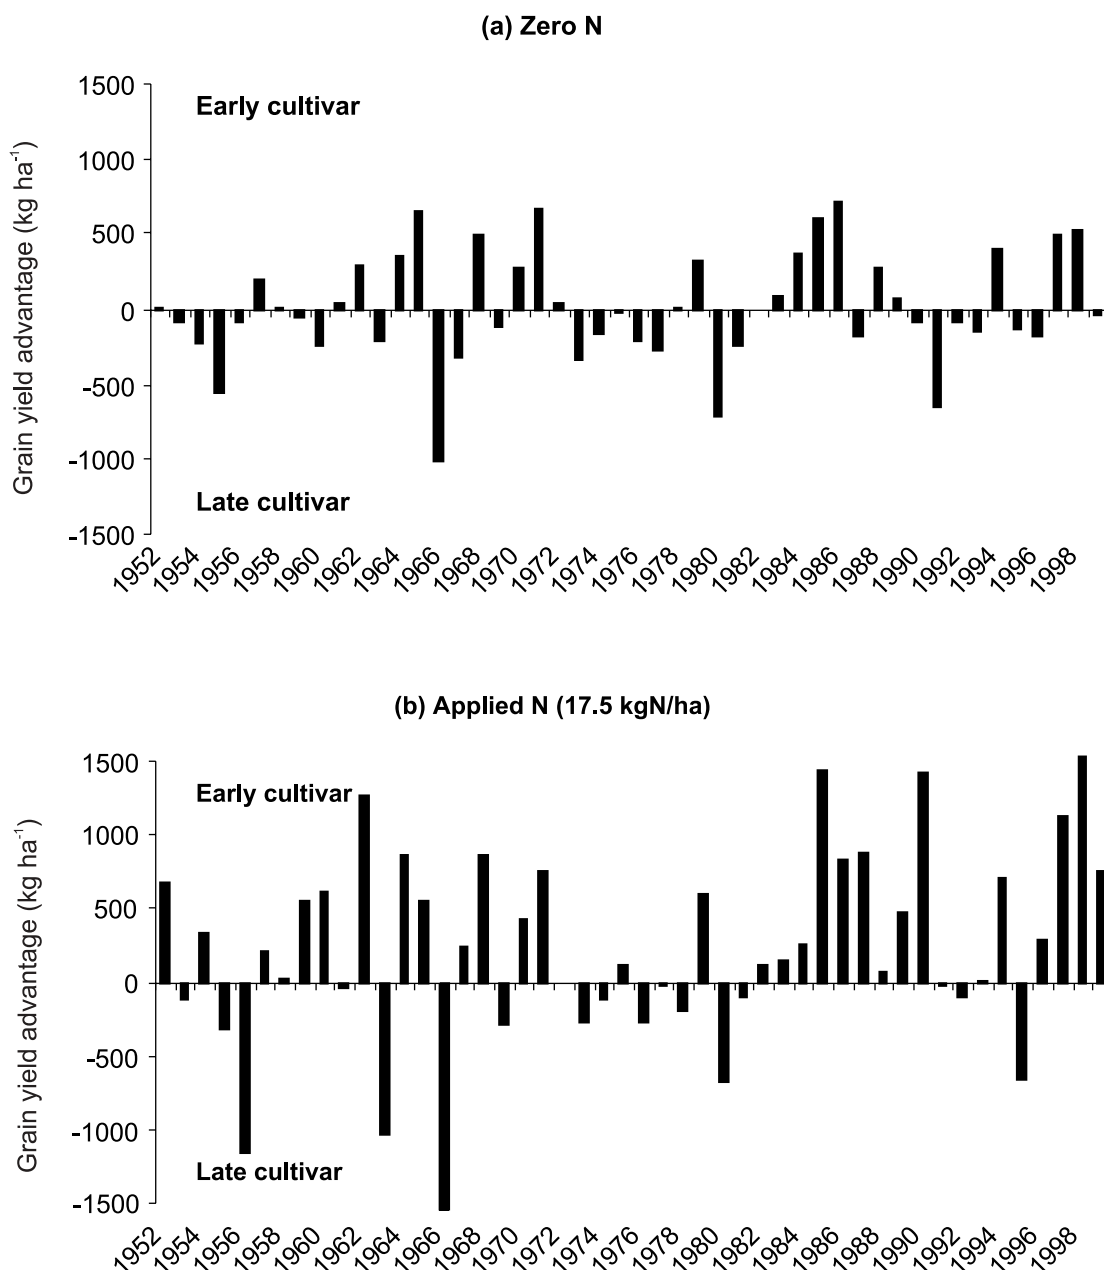 (a) Zero N
1500
1000
500
0
-500
-1000
-1500
Grain yield advantage (kg ha⁻¹)
Early cultivar
Late cultivar
1952 1954 1956 1958 1960 1962 1964 1966 1968 1970 1972 1974 1976 1978 1980 1982 1984 1986 1988 1990 1992 1994 1996 1998
(b) Applied N (17.5 kgN/ha)
1500
1000
500
0
-500
-1000
-1500
Grain yield advantage (kg ha⁻¹)
Early cultivar
Late cultivar
1952 1954 1956 1958 1960 1962 1964 1966 1968 1970 1972 1974 1976 1978 1980 1982 1984 1986 1988 1990 1992 1994 1996 1998